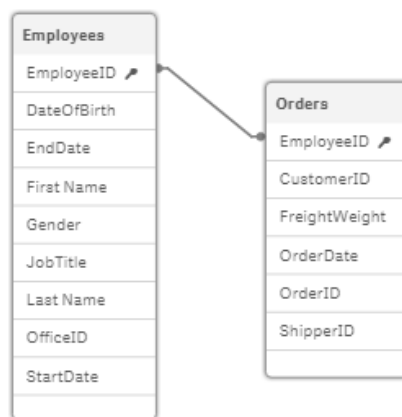 Employees
EmployeeID
DateOfBirth
EndDate
First Name
Gender
JobTitle
Last Name
OfficeID
StartDate
Orders
EmployeeID
CustomerID
FreightWeight
OrderDate
OrderID
ShipperID